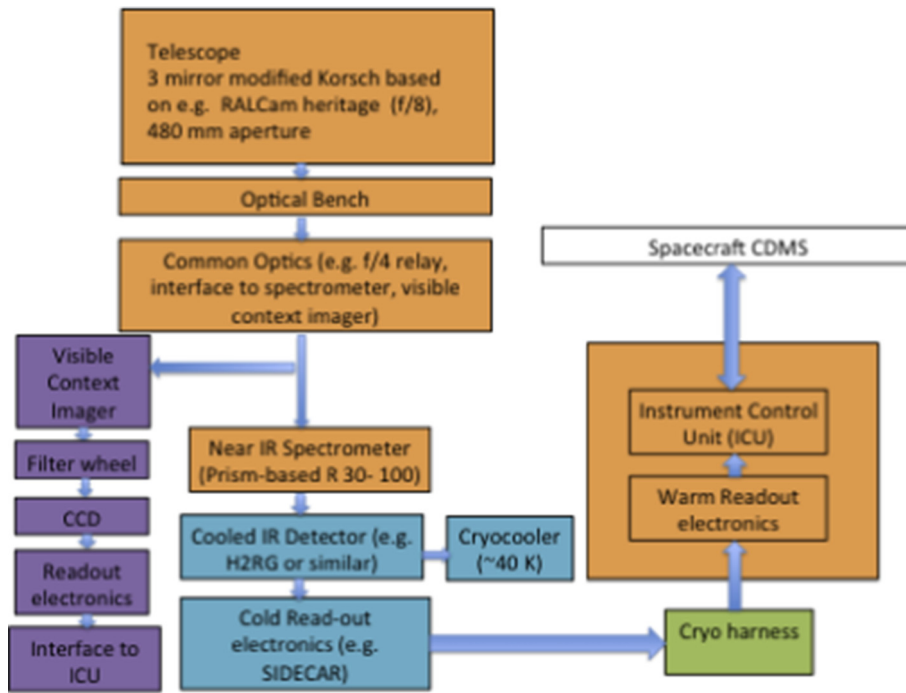 Telescope
3 mirror modified Korsch based
on e.g. RALCam heritage (f/8),
480 mm aperture
Optical Bench
Common Optics (e.g. f/4 relay,
interface to spectrometer, visible
context imager)
Spacecraft CDMS
Visible
Context
Imager
Filter wheel
CCD
Readout
electronics
Interface to
ICU
Near IR Spectrometer
(Prism-based R 30- 100)
Cooled IR Detector (e.g.
H2RG or similar)
Cryocooler
(~40 K)
Cold Read-out
electronics (e.g.
SIDECAR)
Instrument Control
Unit (ICU)
Warm Readout
electronics
Cryo harness